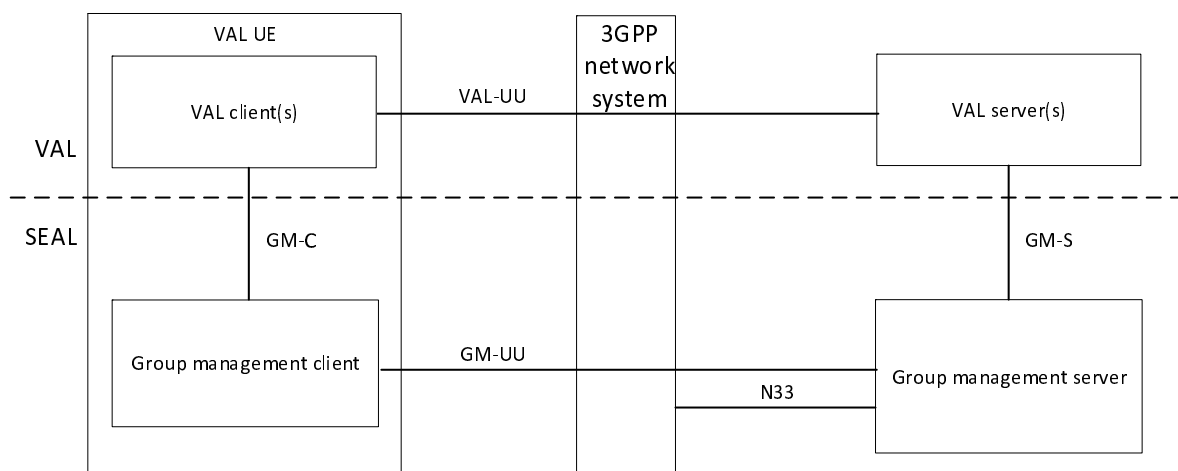 VAL UE
3GPP
network
system
VAL client(s)
VAL-UU
VAL server(s)
VAL
SEAL
GM-C
GM-S
Group management client
GM-UU
Group management server
N33